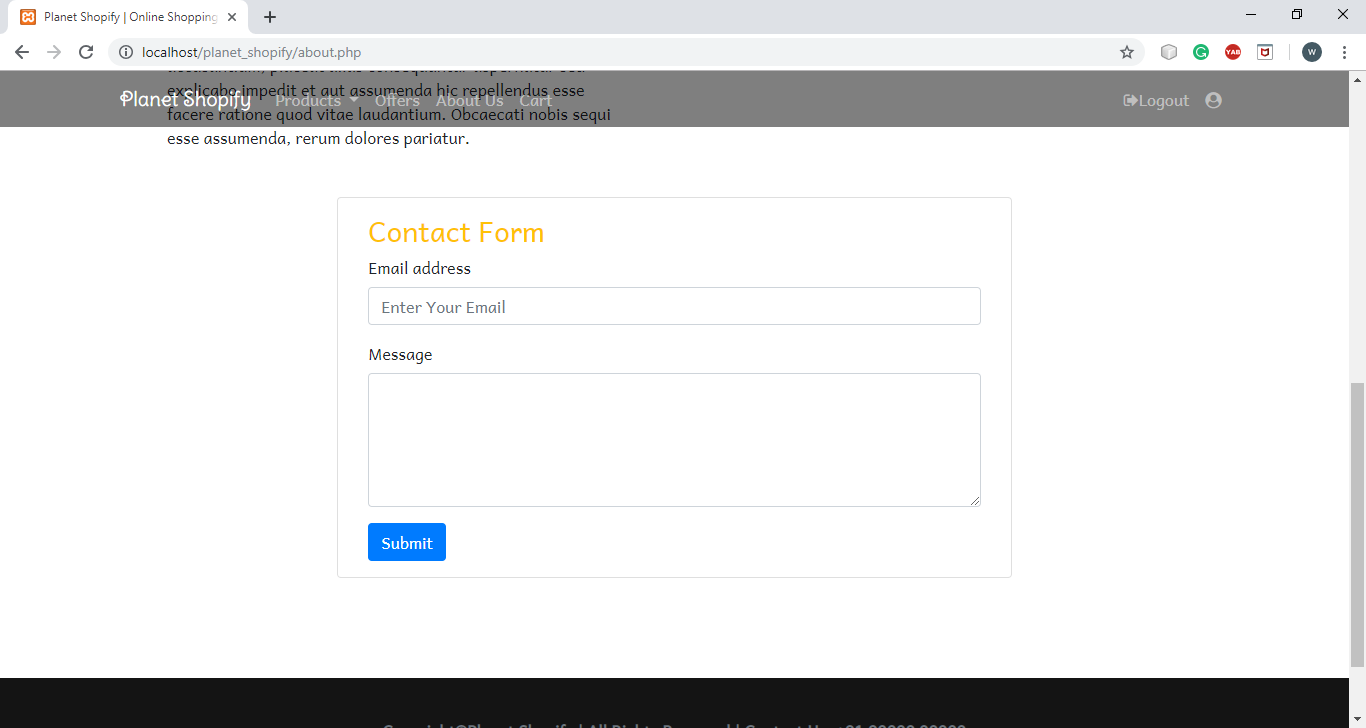 Planet Shopify | Online Shopping
localhost/planet_shopify/about.php
YAB
W
explicabo impedit et aut assumenda hic repellendus esse
Planet Shopify Products Offers About Us Cart Logout
facere ratione quod vitae laudantium. Obcaecati nobis sequi
esse assumenda, rerum dolores pariatur.
Contact Form
Email address
Enter Your Email
Message
Submit